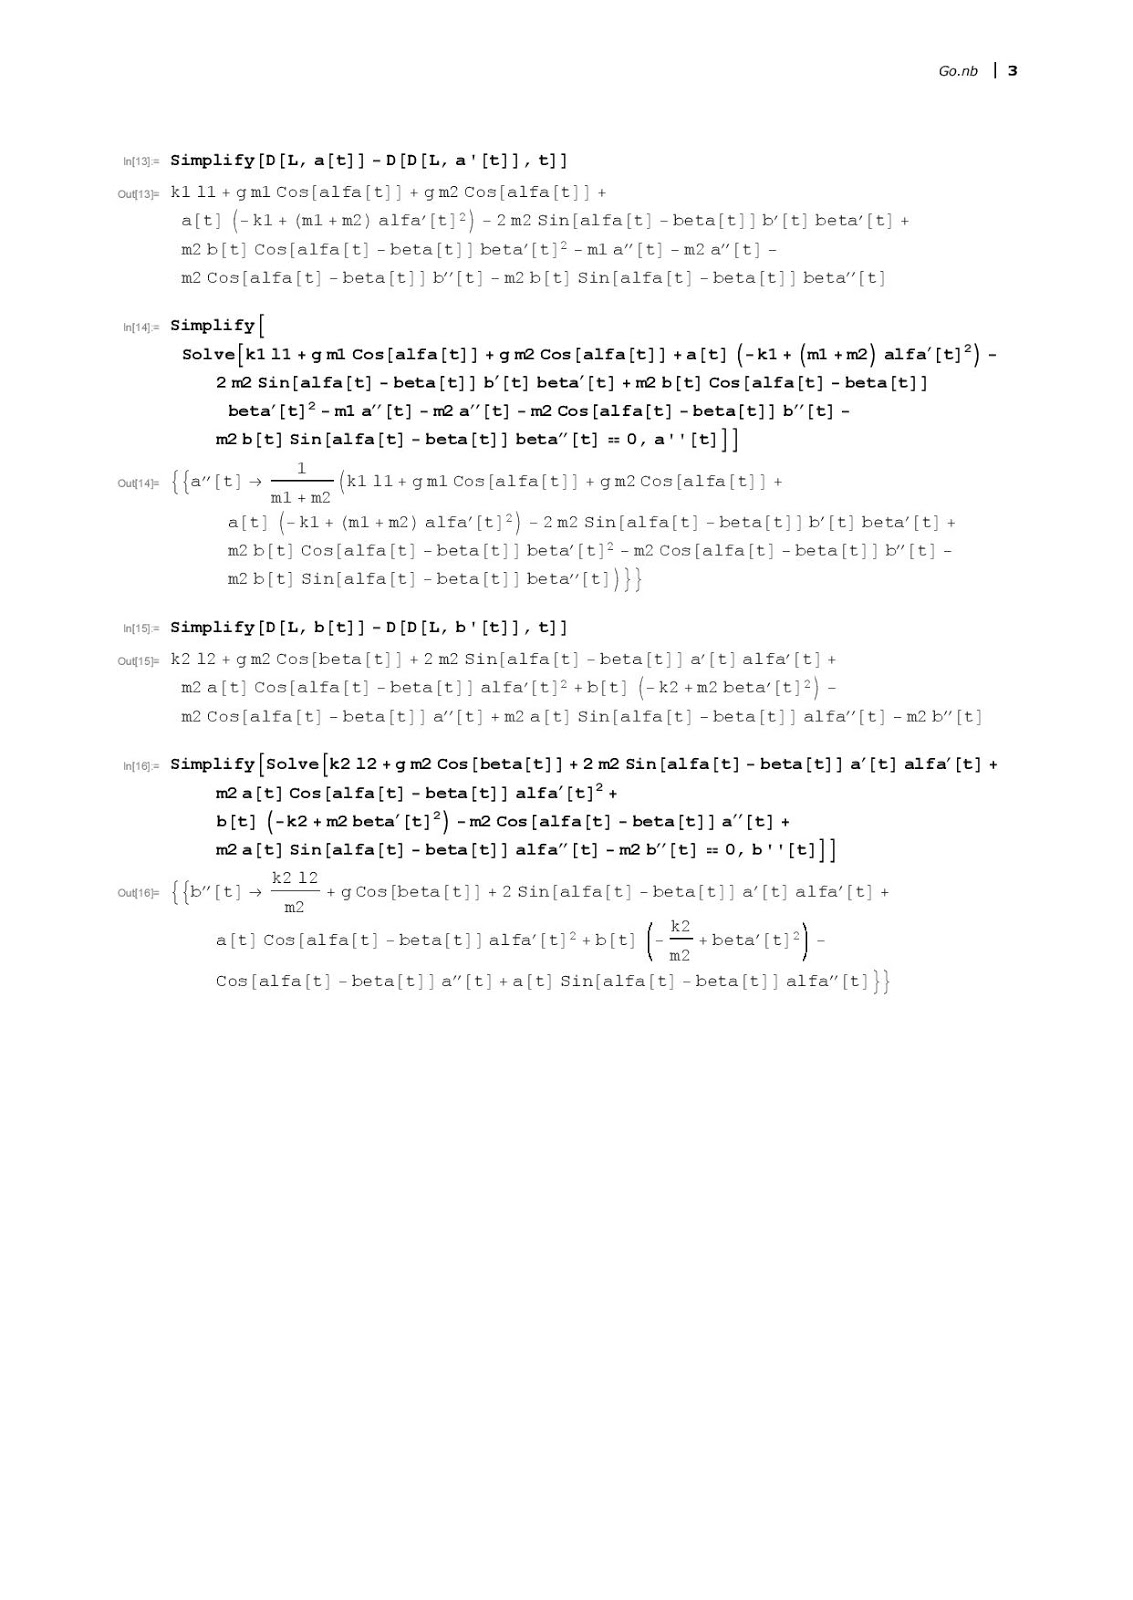 Go.nb | 3
In[13]:= Simplify[D[L, a[t]] - D[D[L, a'[t]], t]]
Out[13]= k1 l1 + g m1 Cos[alfa[t]] + g m2 Cos[alfa[t]] +
a[t] (-k1 + (m1 + m2) alfa′[t]²) - 2 m2 Sin[alfa[t] - beta[t]] b′[t] beta′[t] +
m2 b[t] Cos[alfa[t] - beta[t]] beta′[t]² - m1 a′′[t] - m2 a′′[t] -
m2 Cos[alfa[t] - beta[t]] b′′[t] - m2 b[t] Sin[alfa[t] - beta[t]] beta′′[t]
In[14]:= Simplify[
Solve[k1 l1 + g m1 Cos[alfa[t]] + g m2 Cos[alfa[t]] + a[t] (-k1 + (m1 + m2) alfa′[t]²) -
2 m2 Sin[alfa[t] - beta[t]] b′[t] beta′[t] + m2 b[t] Cos[alfa[t] - beta[t]]
beta′[t]² - m1 a′′[t] - m2 a′′[t] - m2 Cos[alfa[t] - beta[t]] b′′[t] -
m2 b[t] Sin[alfa[t] - beta[t]] beta′′[t] == 0, a''[t]]]
Out[14]= {{a′′[t] → 1/(m1 + m2) (k1 l1 + g m1 Cos[alfa[t]] + g m2 Cos[alfa[t]] +
a[t] (-k1 + (m1 + m2) alfa′[t]²) - 2 m2 Sin[alfa[t] - beta[t]] b′[t] beta′[t] +
m2 b[t] Cos[alfa[t] - beta[t]] beta′[t]² - m2 Cos[alfa[t] - beta[t]] b′′[t] -
m2 b[t] Sin[alfa[t] - beta[t]] beta′′[t])}}
In[15]:= Simplify[D[L, b[t]] - D[D[L, b'[t]], t]]
Out[15]= k2 l2 + g m2 Cos[beta[t]] + 2 m2 Sin[alfa[t] - beta[t]] a′[t] alfa′[t] +
m2 a[t] Cos[alfa[t] - beta[t]] alfa′[t]² + b[t] (-k2 + m2 beta′[t]²) -
m2 Cos[alfa[t] - beta[t]] a′′[t] + m2 a[t] Sin[alfa[t] - beta[t]] alfa′′[t] - m2 b′′[t]
In[16]:= Simplify[Solve[k2 l2 + g m2 Cos[beta[t]] + 2 m2 Sin[alfa[t] - beta[t]] a′[t] alfa′[t] +
m2 a[t] Cos[alfa[t] - beta[t]] alfa′[t]² +
b[t] (-k2 + m2 beta′[t]²) - m2 Cos[alfa[t] - beta[t]] a′′[t] +
m2 a[t] Sin[alfa[t] - beta[t]] alfa′′[t] - m2 b′′[t] == 0, b''[t]]]
Out[16]= {{b′′[t] → k2 l2/m2 + g Cos[beta[t]] + 2 Sin[alfa[t] - beta[t]] a′[t] alfa′[t] +
a[t] Cos[alfa[t] - beta[t]] alfa′[t]² + b[t] (-k2/m2 + beta′[t]²) -
Cos[alfa[t] - beta[t]] a′′[t] + a[t] Sin[alfa[t] - beta[t]] alfa′′[t]}}